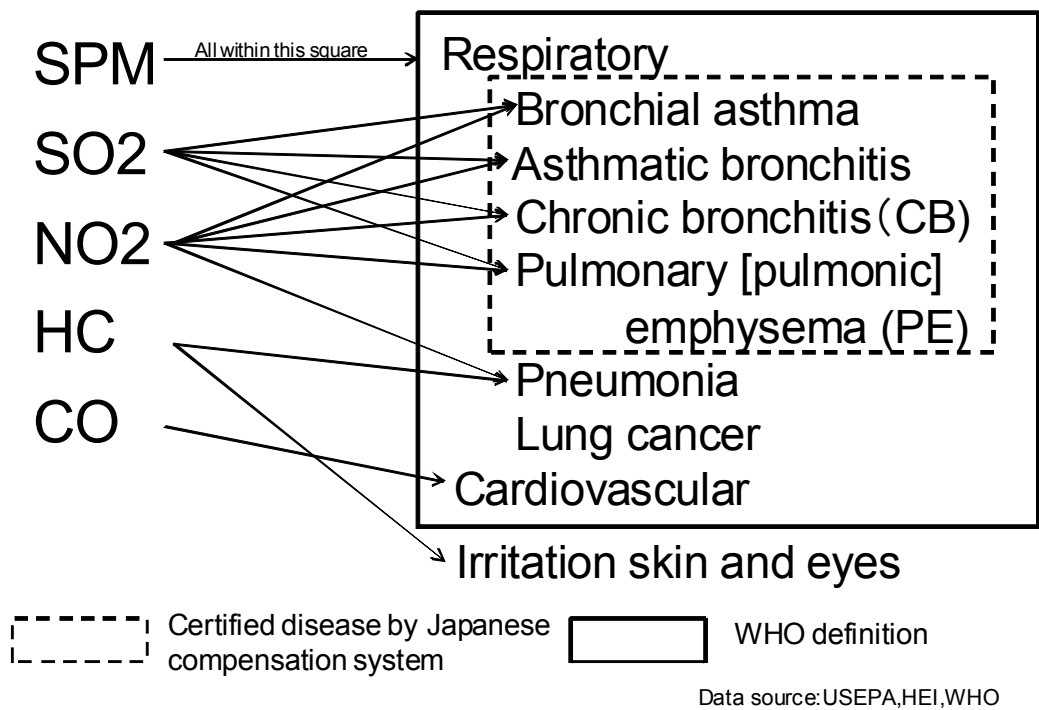 SPM
All within this square
SO2
NO2
HC
CO
Respiratory
Bronchial asthma
Asthmatic bronchitis
Chronic bronchitis（CB)
Pulmonary [pulmonic]
emphysema (PE)
Pneumonia
Lung cancer
Cardiovascular
Irritation skin and eyes
Certified disease by Japanese
compensation system
WHO definition
Data source:USEPA,HEI,WHO